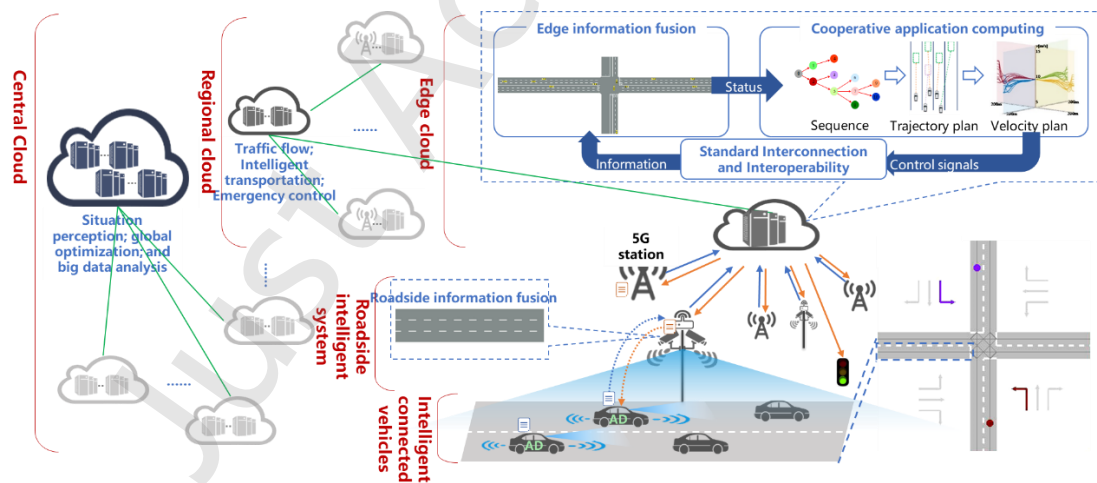 Central Cloud
Situation
perception; global
optimization; and
big data analysis
......
......
Regional cloud
Traffic flow;
Intelligent
transportation;
Emergency control
......
......
Edge cloud
Edge information fusion
Status
Cooperative application computing
Sequence
Trajectory plan
Velocity plan
Information
Standard Interconnection
and Interoperability
Control signals
5G
station
Roadside
intelligent
system
Roadside information fusion
Intelligent
connected
vehicles
AD
AD
Just Ac